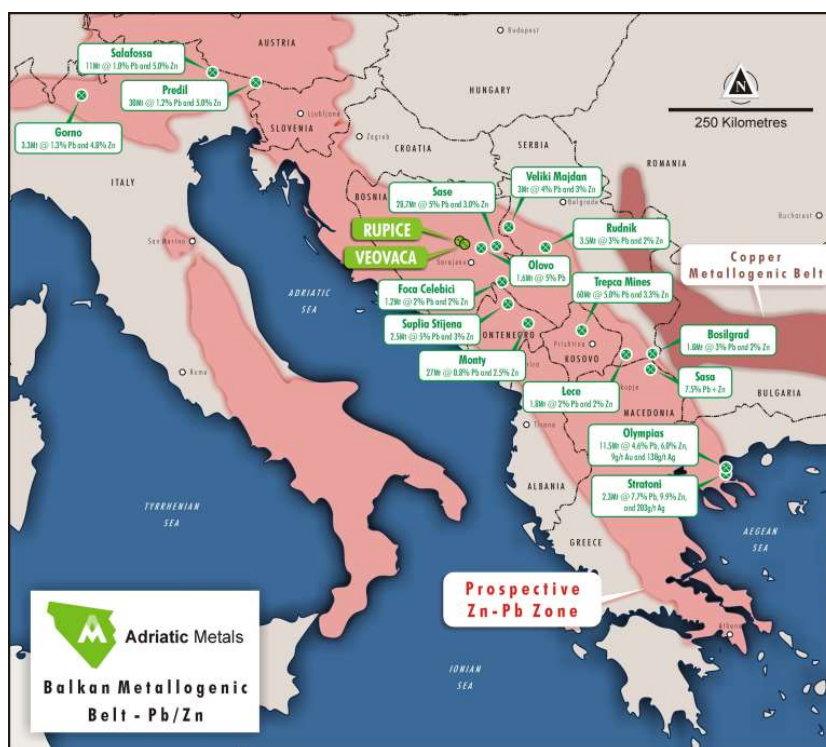 AUSTRIA
Budapest
Salafossa
11Mt @ 1.0% Pb and 5.0% Zn
Predil
30Mt @ 1.2% Pb and 5.0% Zn
HUNGARY
N
250 Kilometres
Ljubljana
SLOVENIA
Gorno
3.3Mt @ 1.3% Pb and 4.8% Zn
Zagreb
CROATIA
SERBIA
ROMANIA
ITALY
Veliki Majdan
3Mt @ 4% Pb and 3% Zn
BOSNIA
Sase
20.7Mt @ 5% Pb and 3.0% Zn
Belgrade
Bucharest
San Marino
RUPICE
VEOVACA
Sarajevo
Rudnik
3.5Mt @ 3% Pb and 2% Zn
Olovo
1.6Mt @ 5% Pb
Copper
Metallogenic Belt
ADRIATIC
SEA
Foca Celebici
1.2Mt @ 2% Pb and 2% Zn
Trepca Mines
60Mt @ 5.0% Pb and 3.3% Zn
Suplia Stijena
2.5Mt @ 5% Pb and 3% Zn
ONTENEGRO
Prishtina
KOSOVO
Bosilgrad
1.8Mt @ 3% Pb and 2% Zn
Monty
27Mt @ 0.8% Pb and 2.5% Zn
Roma
Lece
1.8Mt @ 2% Pb and 2% Zn
kopje
Sasa
7.5% Pb + Zn
BULGARIA
MACEDONIA
Tirana
Olympias
11.5Mt @ 4.6% Pb, 6.0% Zn,
9g/t Au and 138g/t Ag
ALBANIA
Stratoni
2.3Mt @ 7.7% Pb, 9.9% Zn,
and 203g/t Ag
TYRRHENIAN
SEA
GREECE
AEGEAN
SEA
Prospective
Zn-Pb Zone
Athens
Adriatic Metals
Balkan Metallogenic
Belt - Pb/Zn
IONIAN
SEA